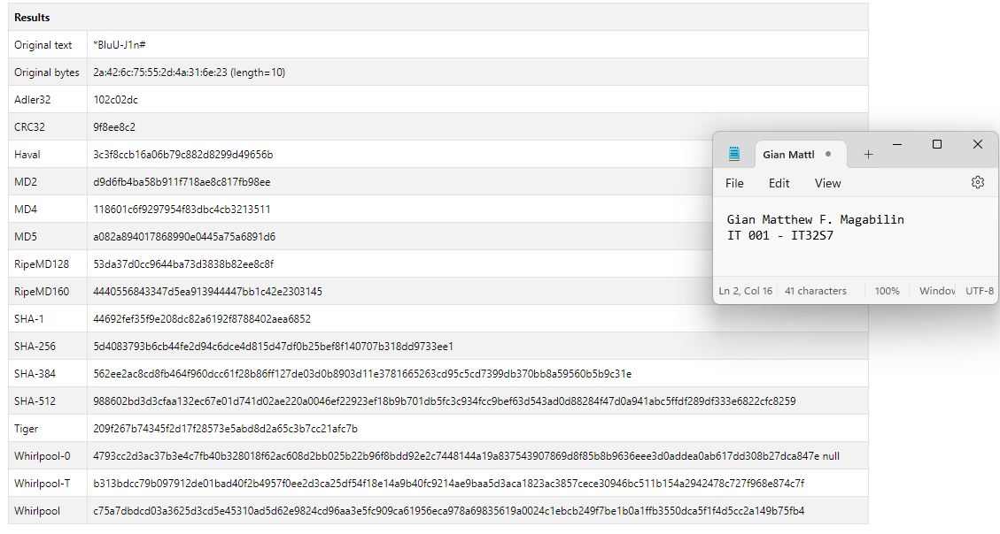 Results
Original text *BluU-J1n#
Original bytes 2a:42:6c:75:55:2d:4a:31:6e:23 (length=10)
Adler32 102c02dc
CRC32 9f8ee8c2
Haval 3c3f8ccb16a06b79c882d8299d49656b
MD2 d9d6fb4ba58b911f718ae8c817fb98ee
MD4 118601c6f9297954f83dbc4cb3213511
MD5 a082a894017868990e0445a75a6891d6
RipeMD128 53da37d0cc9644ba73d3838b82ee8c8f
RipeMD160 4440556843347d5ea913944447bb1c42e2303145
SHA-1 44692fef35f9e208dc82a6192f8788402aea6852
SHA-256 5d4083793b6cb44fe2d94c6dce4d815d47df0b25bef8f140707b318dd9733ee1
SHA-384 562ee2ac8cd8fb464f960dcc61f28b86ff127de03d0b8903d11e3781665263cd95c5cd7399db370bb8a59560b5b9c31e
SHA-512 988602bd3d3cfaa132ec67e01d741d02ae220a0046ef22923ef18b9b701db5fc3c934fcc9bef63d543ad0d88284f47d0a941abc5ffdf289df333e6822cfc8259
Tiger 209f267b74345f2d17f28573e5abd8d2a65c3b7cc21afc7b
Whirlpool-0 4793cc2d3ac37b3e4c7fb40b328018f62ac608d2bb025b22b96f8bdd92e2c7448144a19a837543907869d8f85b8b9636eee3d0addea0ab617dd308b27dca847e null
Whirlpool-T b313bdcc79b097912de01bad40f2b4957f0ee2d3ca25df54f18e14a9b40fc9214ae9baa5d3aca1823ac3857cece30946bc511b154a2942478c727f968e874c7f
Whirlpool c75a7dbdcd03a3625d3cd5e45310ad5d62e9824cd96aa3e5fc909ca61956eca978a69835619a0024c1ebcb249f7be1b0a1ffb3550dca5f1f4d5cc2a149b75fb4
Gian Mattl
File Edit View
Gian Matthew F. Magabilin
IT 001 - IT32S7
Ln 2, Col 16 41 characters 100% Window UTF-8